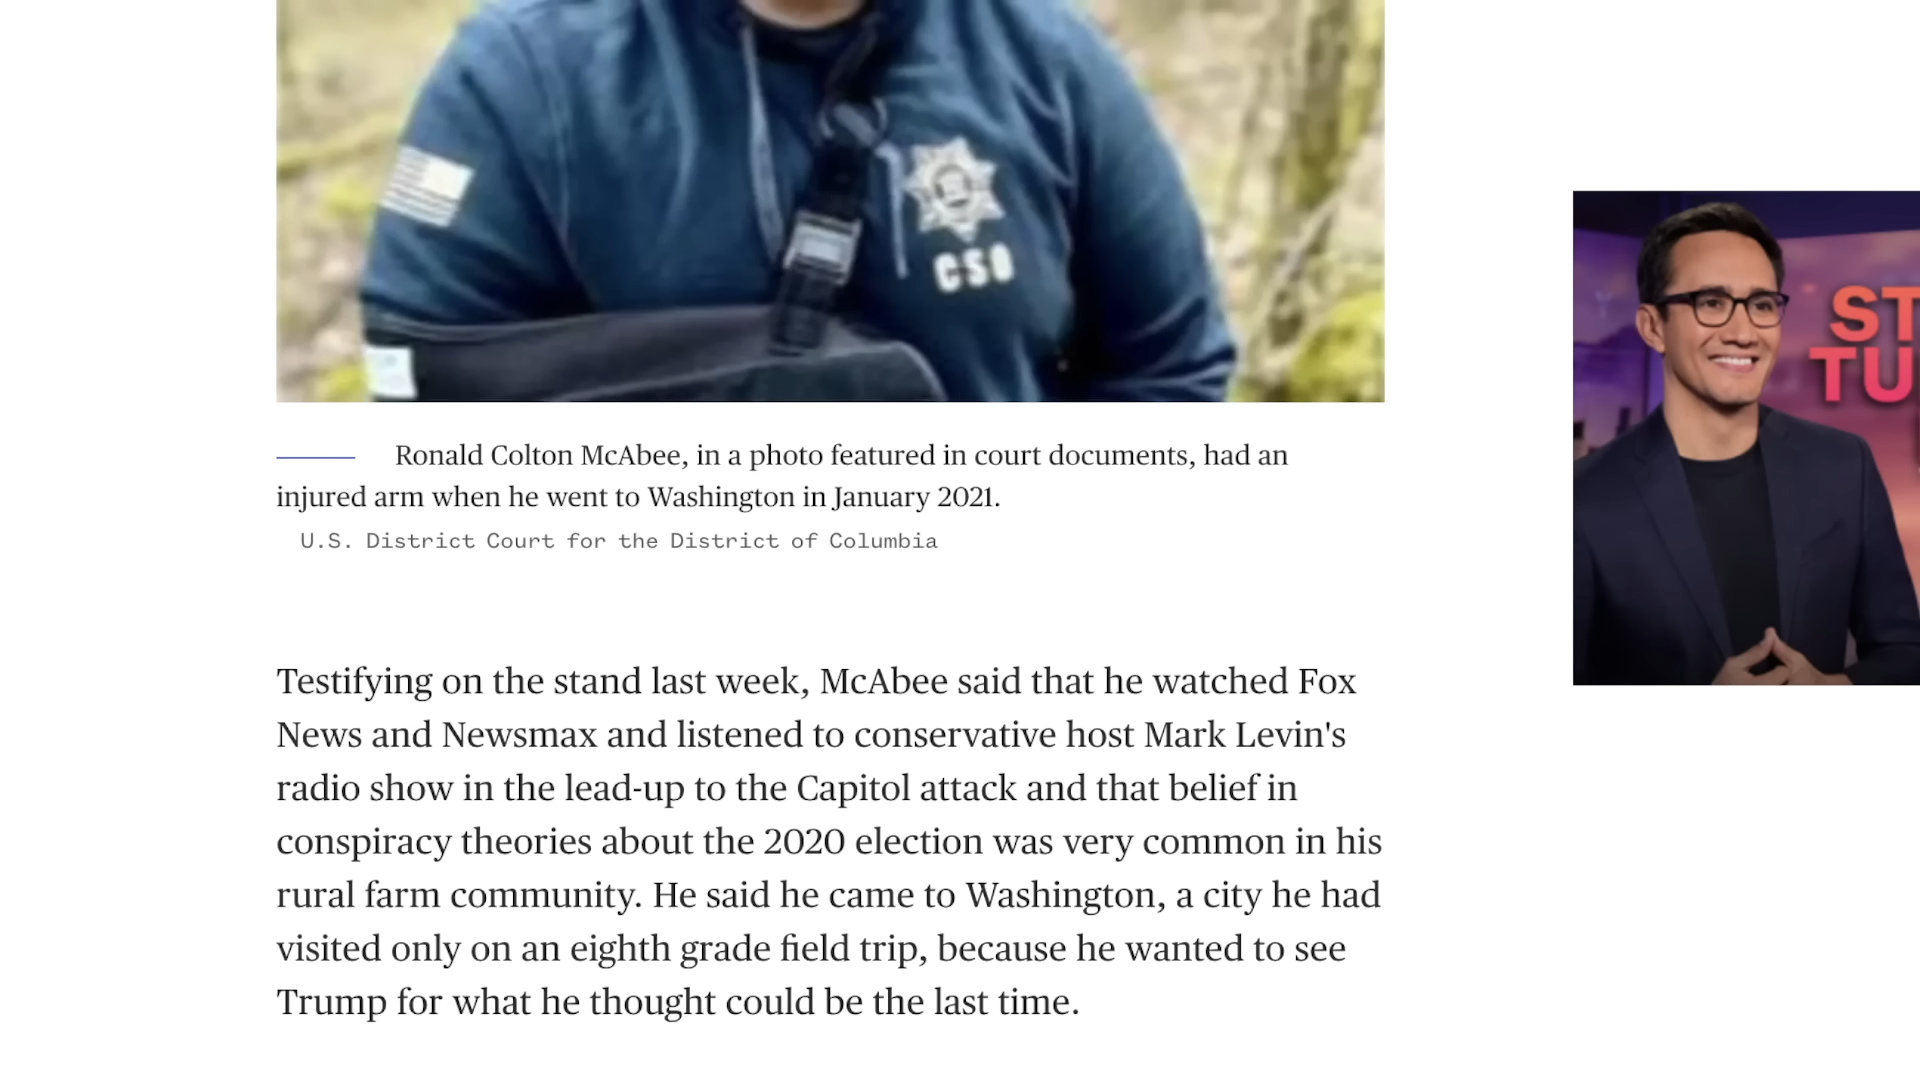 CSO
Ronald Colton McAbee, in a photo featured in court documents, had an
injured arm when he went to Washington in January 2021.
U.S. District Court for the District of Columbia
ST
TU
Testifying on the stand last week, McAbee said that he watched Fox
News and Newsmax and listened to conservative host Mark Levin's
radio show in the lead-up to the Capitol attack and that belief in
conspiracy theories about the 2020 election was very common in his
rural farm community. He said he came to Washington, a city he had
visited only on an eighth grade field trip, because he wanted to see
Trump for what he thought could be the last time.